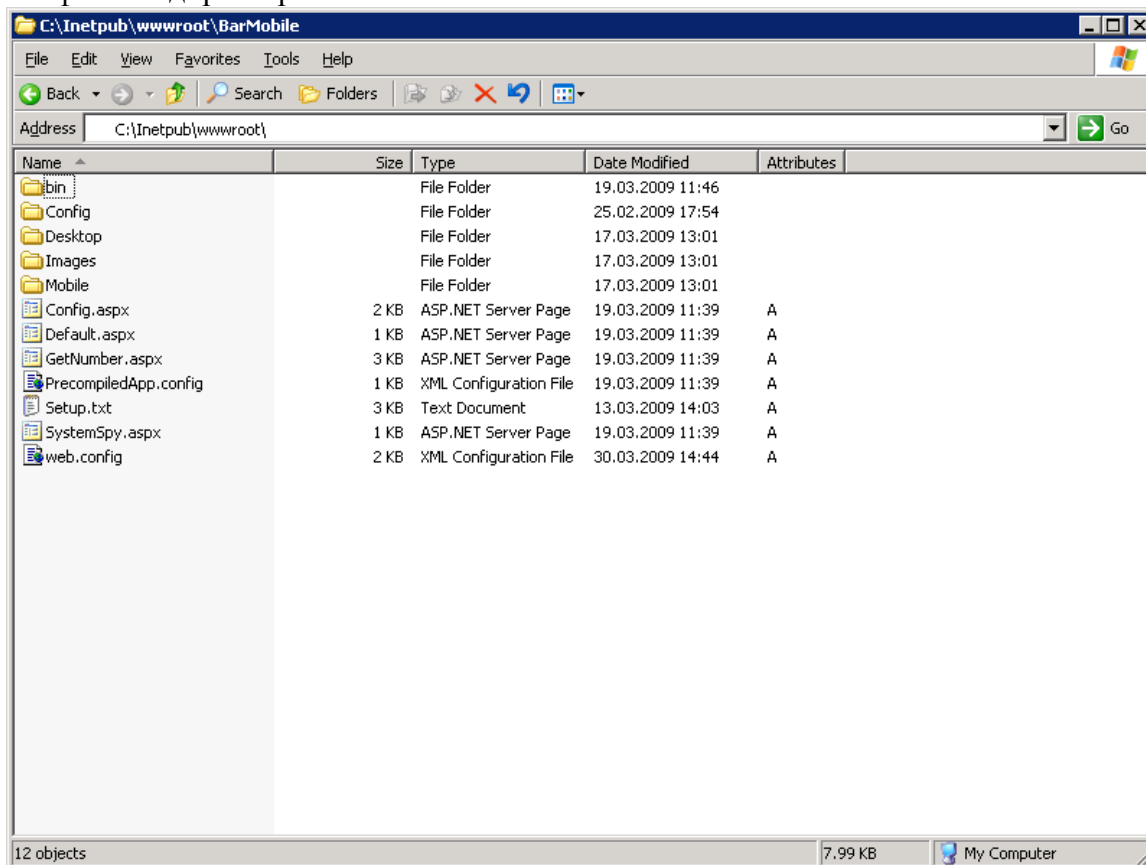 C:\Inetpub\wwwroot\BarMobile
File Edit View Favorites Tools Help
Back Search Folders
Address C:\Inetpub\wwwroot\ Go
Name Size Type Date Modified Attributes
bin File Folder 19.03.2009 11:46
Config File Folder 25.02.2009 17:54
Desktop File Folder 17.03.2009 13:01
Images File Folder 17.03.2009 13:01
Mobile File Folder 17.03.2009 13:01
Config.aspx 2 KB ASP.NET Server Page 19.03.2009 11:39 A
Default.aspx 1 KB ASP.NET Server Page 19.03.2009 11:39 A
GetNumber.aspx 3 KB ASP.NET Server Page 19.03.2009 11:39 A
PrecompiledApp.config 1 KB XML Configuration File 19.03.2009 11:39 A
Setup.txt 3 KB Text Document 13.03.2009 14:03 A
SystemSpy.aspx 1 KB ASP.NET Server Page 19.03.2009 11:39 A
web.config 2 KB XML Configuration File 30.03.2009 14:44 A
12 objects 7.99 KB My Computer